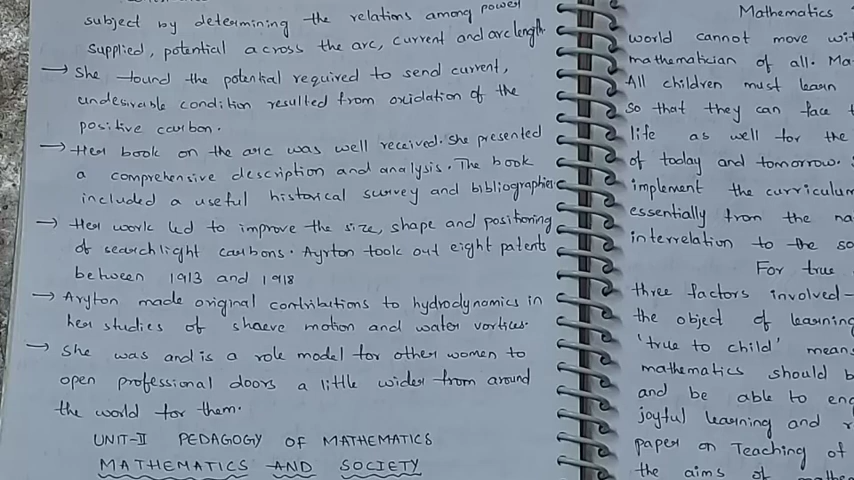 subject by determining the relations among power
supplied, potential across the arc, current and arc length.
→ She found the potential required to send current,
undesirable condition resulted from oxidation of the
positive carbon.
→ Her book on the arc was well received. She presented
a comprehensive description and analysis. The book
included a useful historical survey and bibliographies
→ Her work led to improve the size, shape and positioning
of searchlight carbons. Ayrton took out eight patents
between 1913 and 1918
→ Aryton made original contributions to hydrodynamics in
her studies of shaeve motion and water vortices.
→ She was and is a role model for other women to
open professional doors a little wider from around
the world for them.
UNIT-II PEDAGOGY OF MATHEMATICS
MATHEMATICS AND SOCIETY
Mathematics
world cannot move
mathematician of all.
All children must learn
so that they can face
life as well for the
of today and tomorrow.
implement the curriculum
essentially from the
interrelation to the
For true
three factors involved-
the object of learning
'true to child'
mathematics should
and be able to
joyful learning and
paper on Teaching of
the aims of